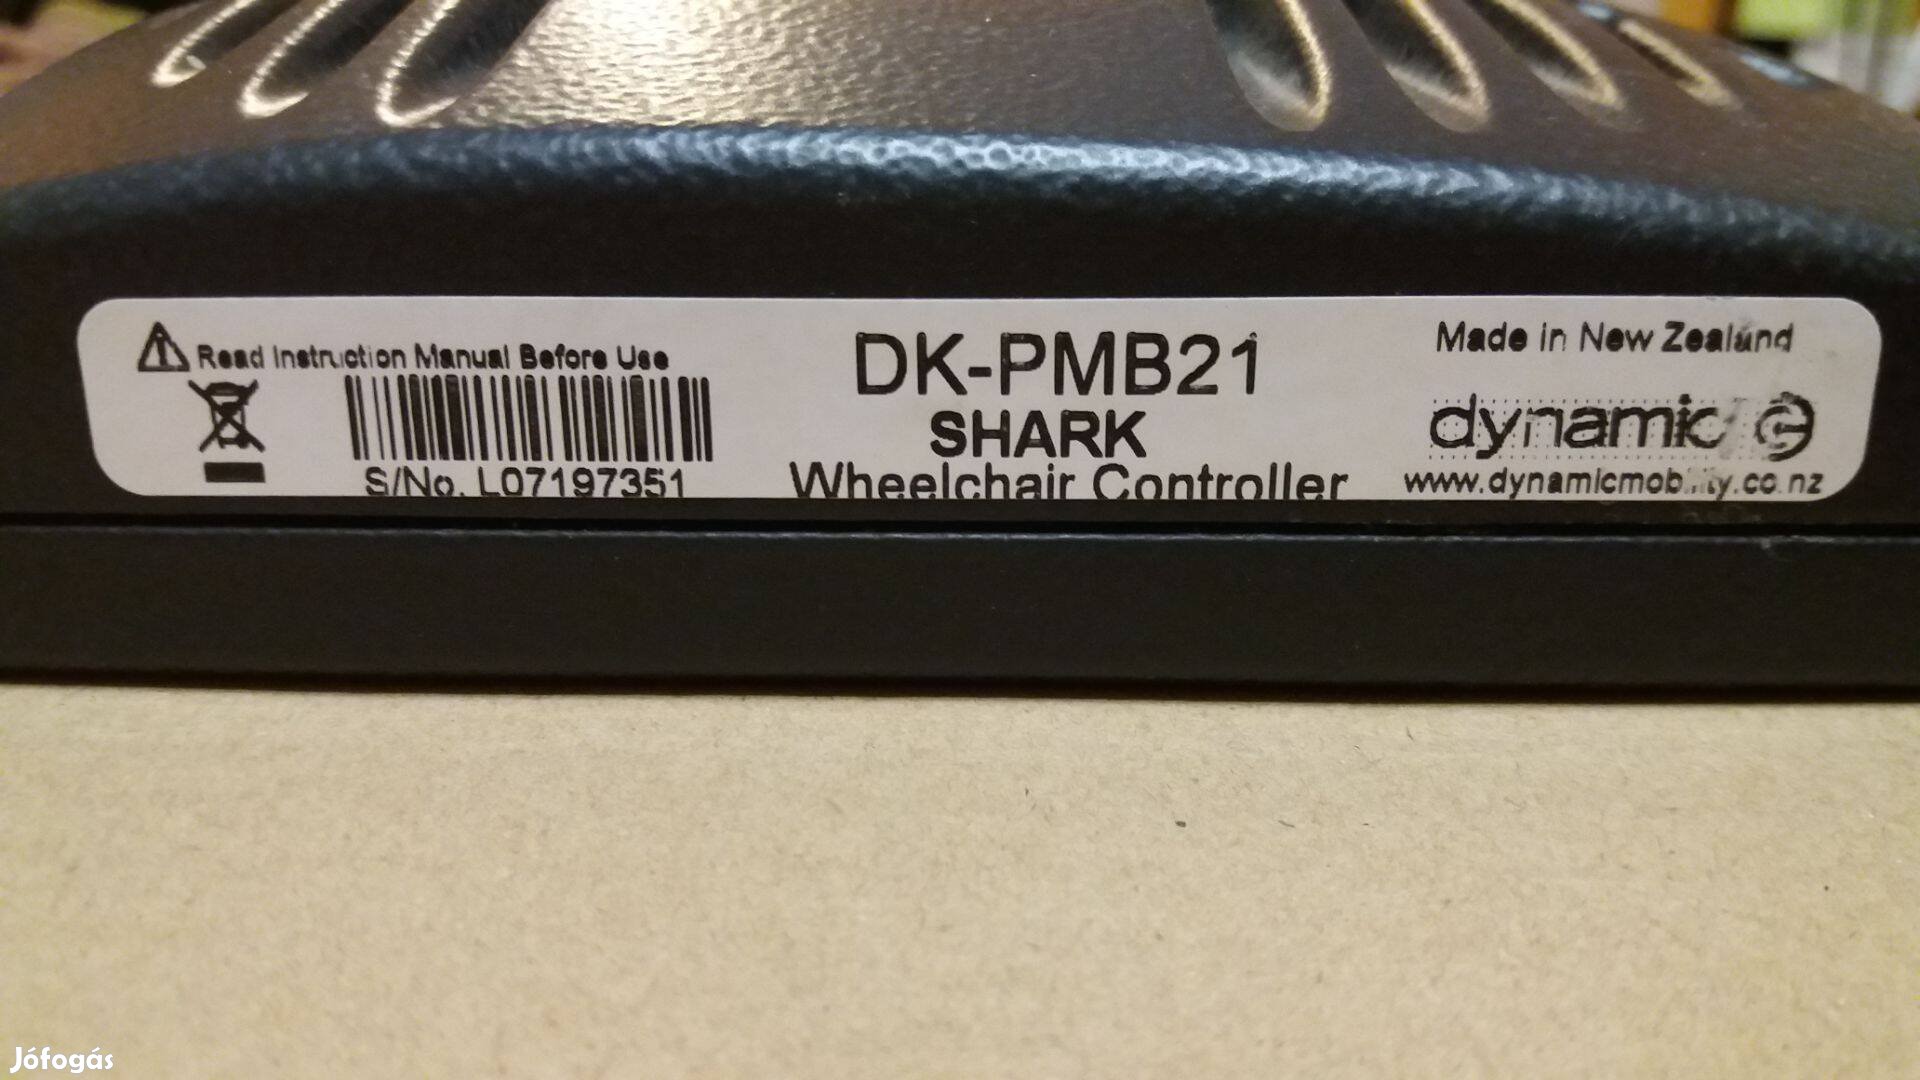 Read Instruction Manual Before Use
S/No. L07197351
DK-PMB21
SHARK
Wheelchair Controller
Made in New Zealand
dynamic
www.dynamicmobility.co.nz
Jófogás